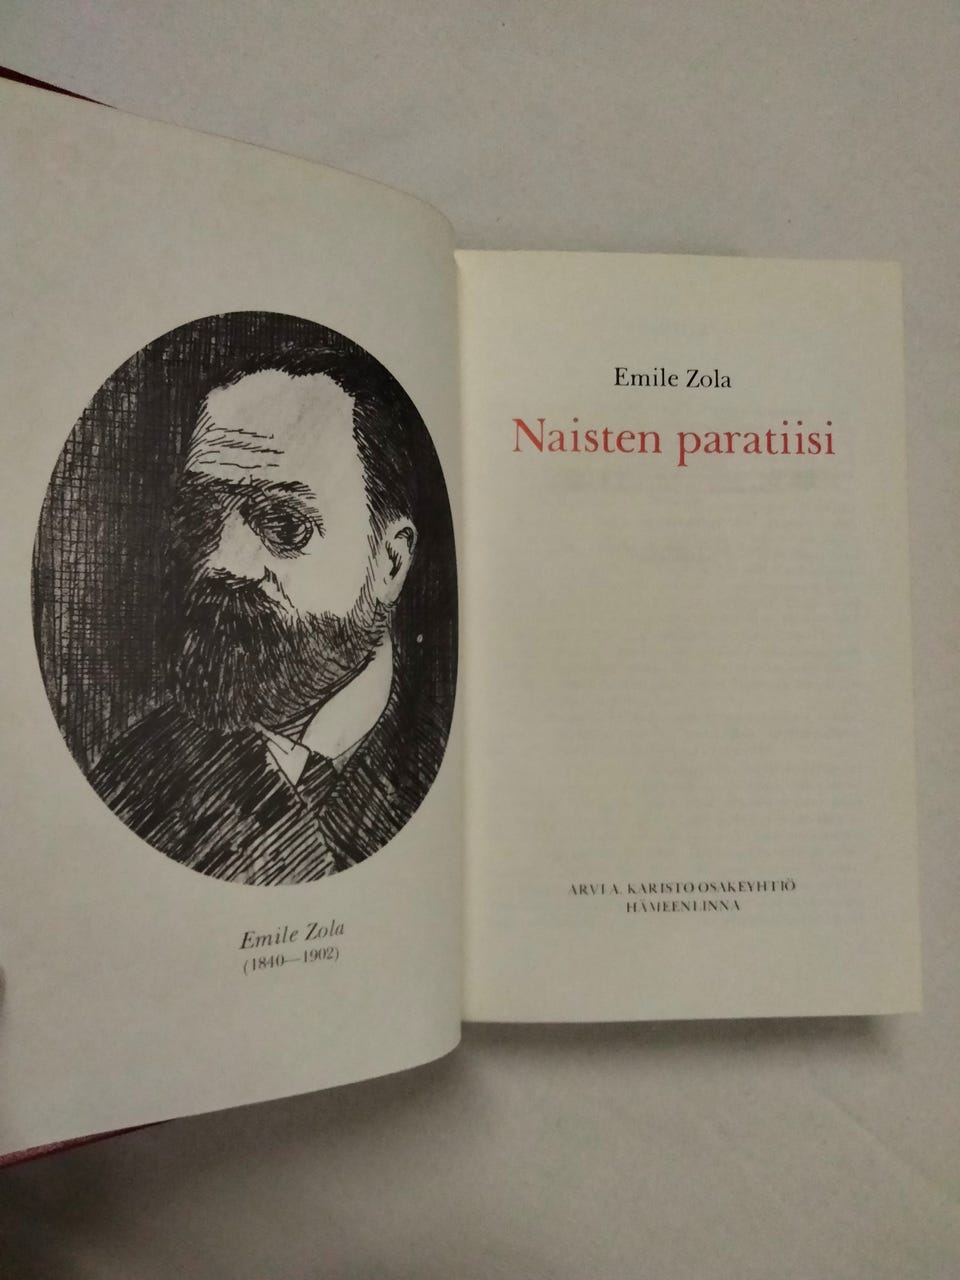 Emile Zola
(1840—1902)
Emile Zola
Naisten paratiisi
ARVI A. KARISTO OSAKEYHTIÖ
HÄMEENLINNA